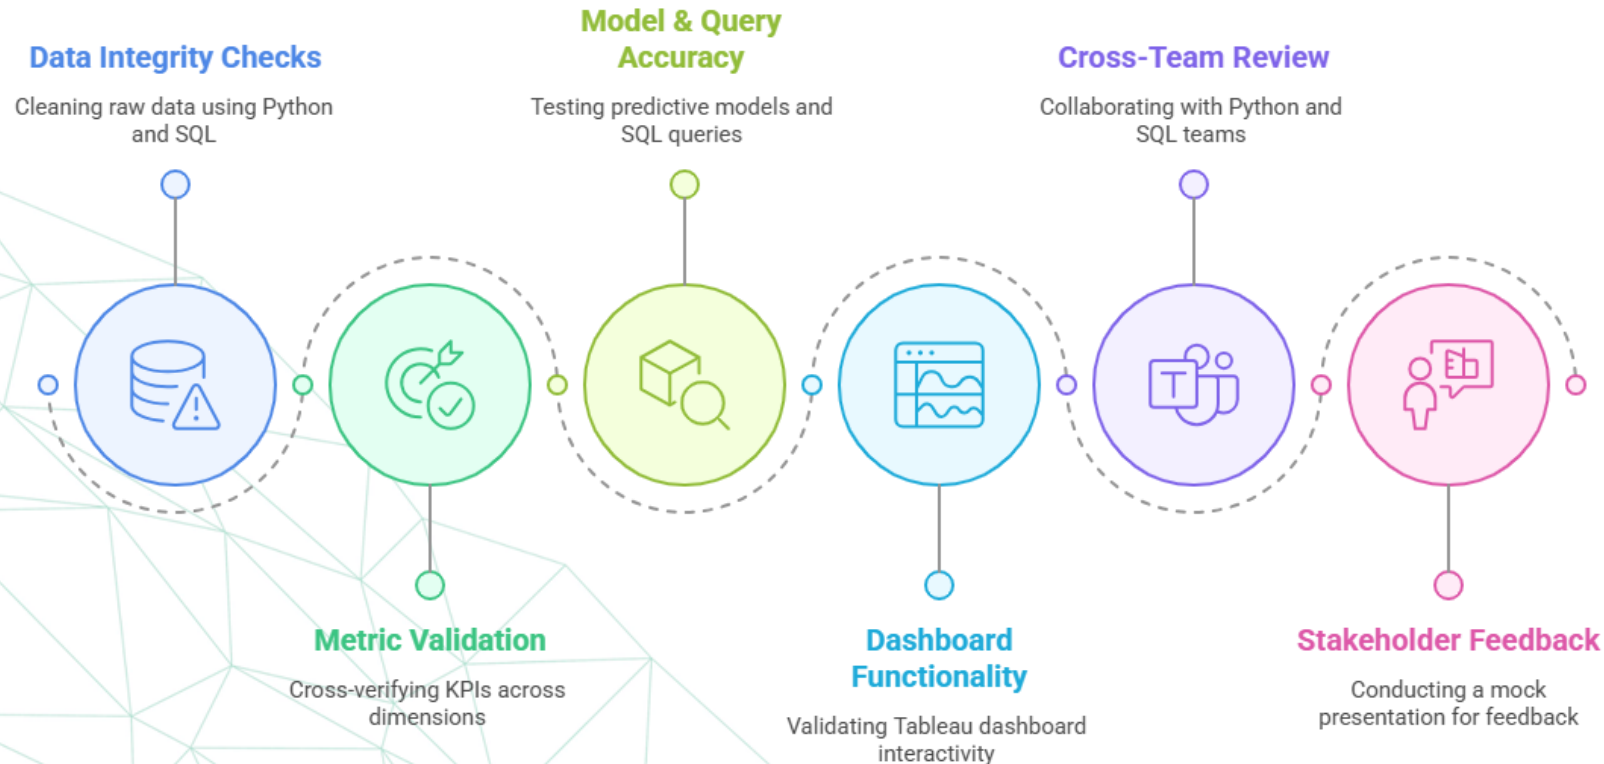 Data Integrity Checks
Cleaning raw data using Python
and SQL
Metric Validation
Cross-verifying KPIs across
dimensions
Model & Query
Accuracy
Testing predictive models and
SQL queries
Dashboard
Functionality
Validating Tableau dashboard
interactivity
Cross-Team Review
Collaborating with Python and
SQL teams
T
Stakeholder Feedback
Conducting a mock
presentation for feedback